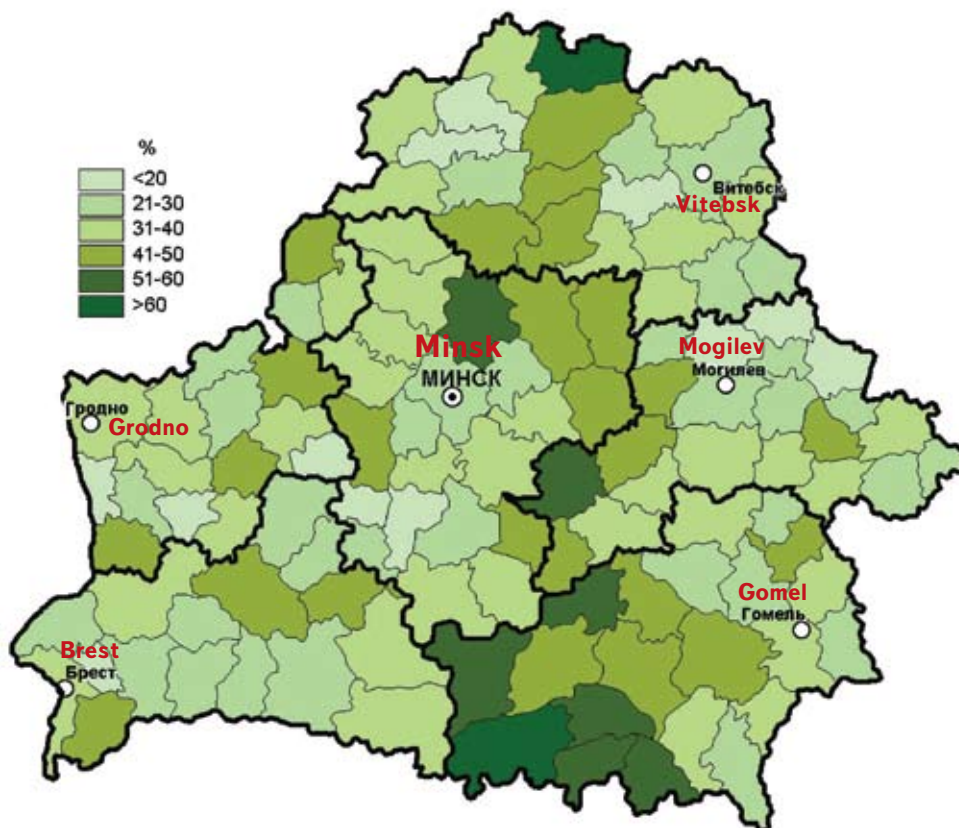 %
<20
21-30
31-40
41-50
51-60
>60
Витебск
Vitebsk
Minsk
МИНСК
Mogilev
Могилев
Гродно
Grodno
Gomel
Гомель
Brest
Брест